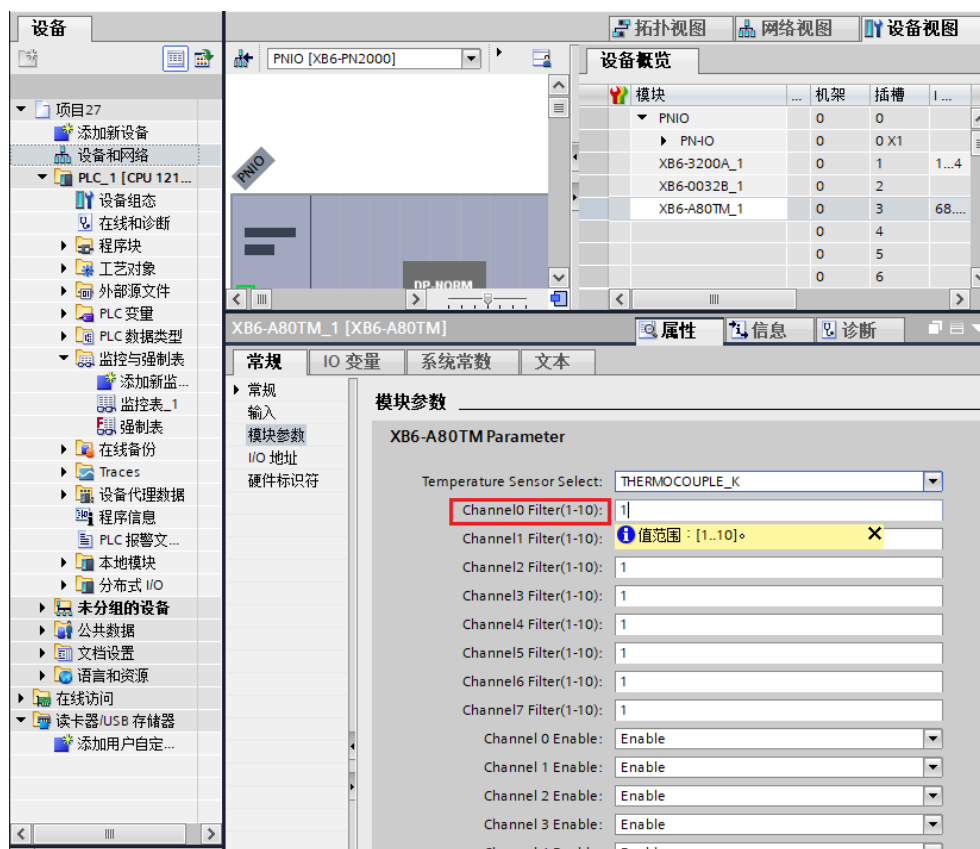 设备
项目27
添加新设备
设备和网络
PLC_1 [CPU 121...
设备组态
在线和诊断
程序块
工艺对象
外部源文件
PLC 变量
PLC 数据类型
监控与强制表
添加新监...
监控表_1
强制表
在线备份
Traces
设备代理数据
程序信息
PLC 报警文...
本地模块
分布式 I/O
未分组的设备
公共数据
文档设置
语言和资源
在线访问
读卡器/USB 存储器
添加用户自定...
拓扑视图 网络视图 设备视图
PNIO [XB6-PN2000]
PNIO
DP-NORM
设备概览
模块 ... 机架 插槽 I ...
PNIO 0 0
PN-IO 0 0 X1
XB6-3200A_1 0 1 1...4
XB6-0032B_1 0 2
XB6-A80TM_1 0 3 68....
0 4
0 5
0 6
XB6-A80TM_1 [XB6-A80TM]
属性 信息 诊断
常规 IO 变量 系统常数 文本
常规
输入
模块参数
I/O 地址
硬件标识符
模块参数
XB6-A80TM Parameter
Temperature Sensor Select: THERMOCOUPLE_K
Channel0 Filter(1-10): 1
Channel1 Filter(1-10): 值范围：[1..10]。
Channel2 Filter(1-10): 1
Channel3 Filter(1-10): 1
Channel4 Filter(1-10): 1
Channel5 Filter(1-10): 1
Channel6 Filter(1-10): 1
Channel7 Filter(1-10): 1
Channel 0 Enable: Enable
Channel 1 Enable: Enable
Channel 2 Enable: Enable
Channel 3 Enable: Enable